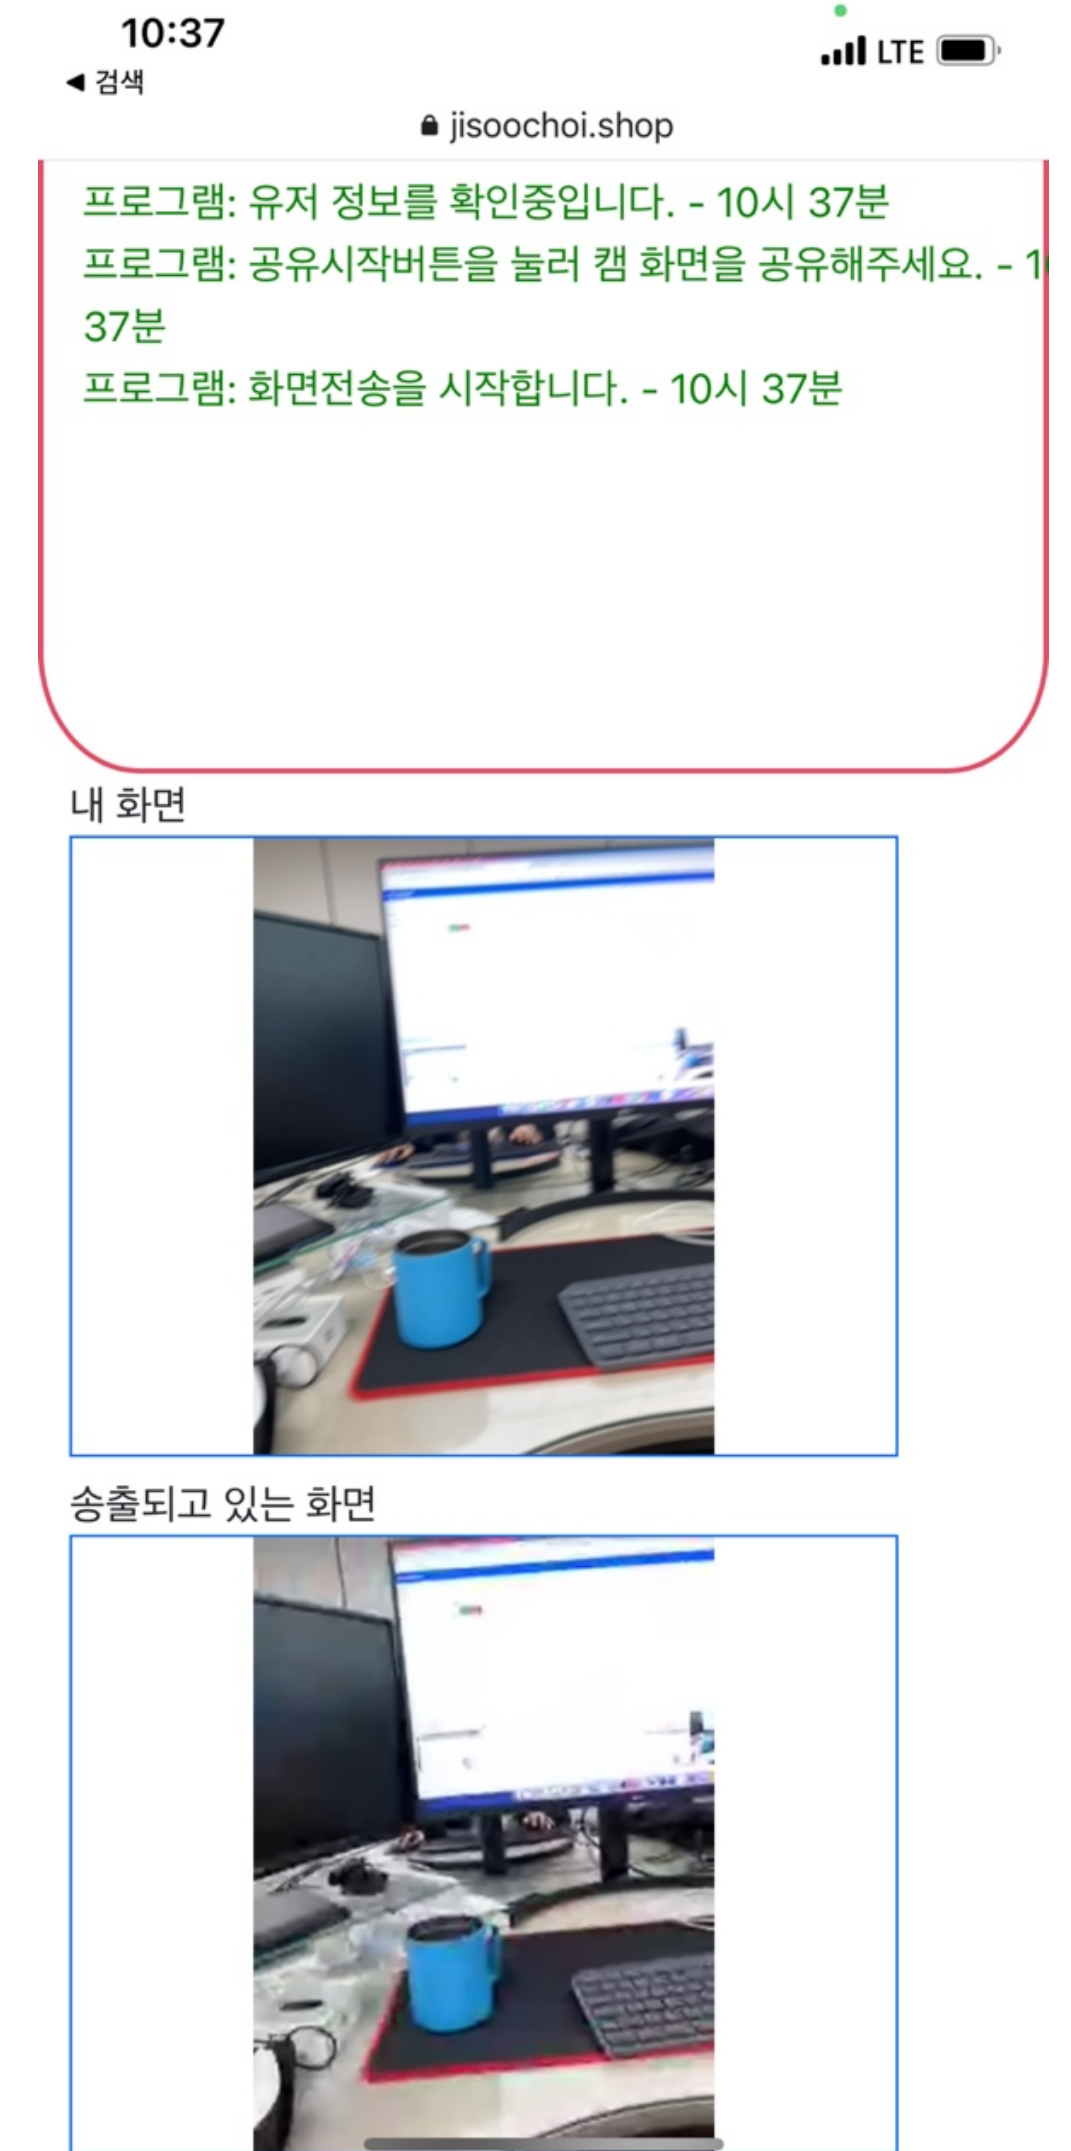 10:37
LTE
◀ 검색
jisoochoi.shop
프로그램: 유저 정보를 확인중입니다. - 10시 37분
프로그램: 공유시작버튼을 눌러 캠 화면을 공유해주세요. - 1
37분
프로그램: 화면전송을 시작합니다. - 10시 37분
내 화면
송출되고 있는 화면